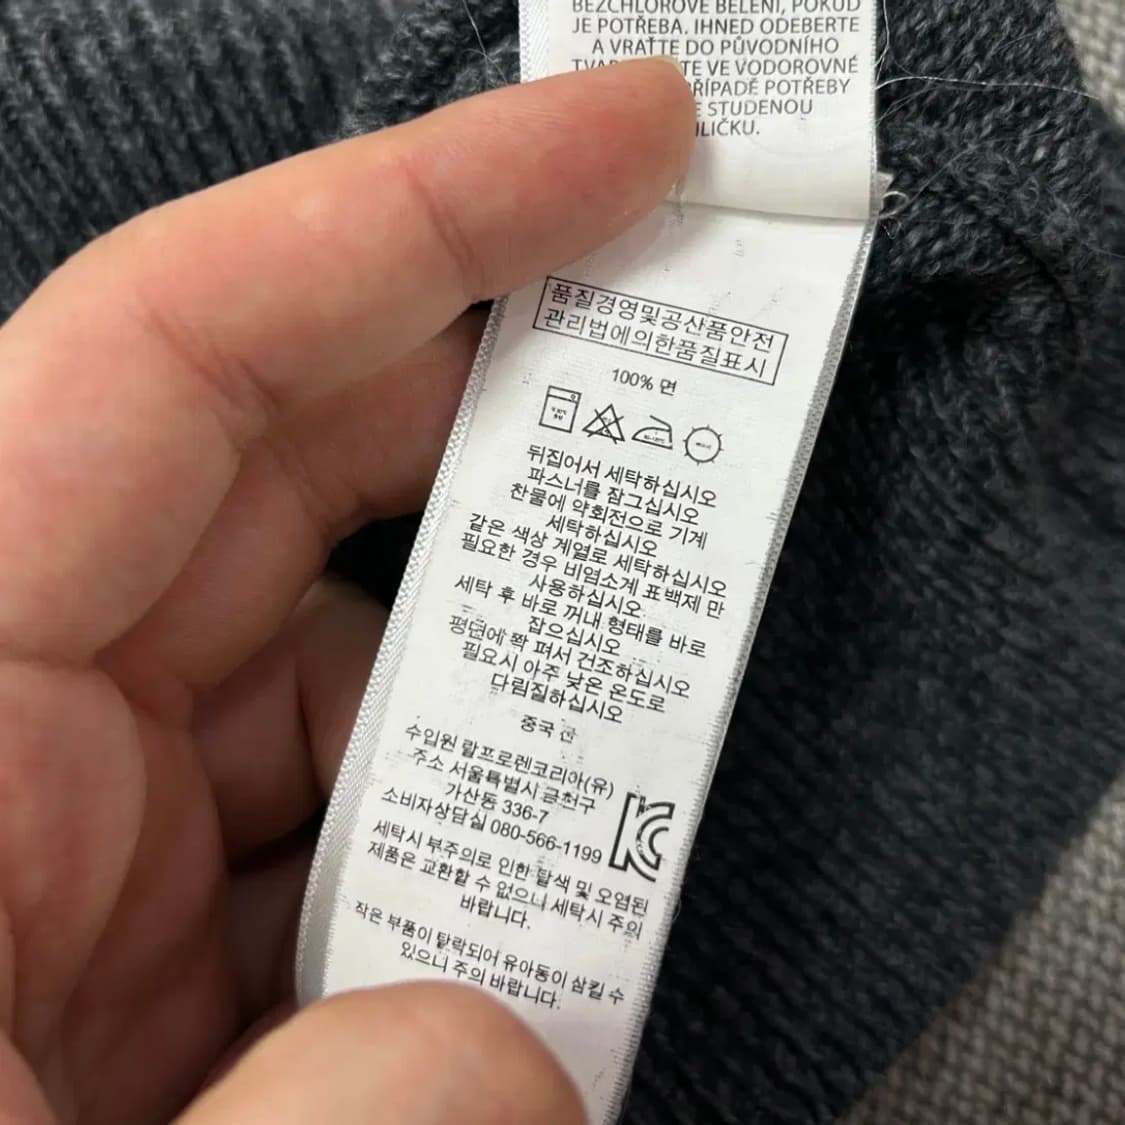 BEZCHLOROVÉ BĚLENÍ, POKUD
JE POTŘEBA. IHNED ODEBERTE
A VRAŤTE DO PŮVODNÍHO
VE VODOROVNÉ
PŘÍPADĚ POTŘEBY
STUDENOU
품질경영및공산품안전
관리법에의한품질표시
100% 면
뒤집어서 세탁하십시오
파스너를 잠그십시오
찬물에 약회전으로 기계
세탁하십시오
같은 색상 계열로 세탁하십시오
필요한 경우 비염소계 표백제 만
사용하십시오
세탁 후 바로 꺼내 형태를 바로
잡으십시오
평면에 쫙 펴서 건조하십시오
필요시 아주 낮은 온도로
다림질하십시오
중국 산
수입원 랄프로렌코리아(유)
주소 서울특별시 금천구
가산동 336-7
소비자상담실 080-566-1199
세탁시 부주의로 인한 탈색 및 오염된
제품은 교환할 수 없으니 세탁시 주의
바랍니다.
작은 부품이 탈락되어 유아동이 삼킬 수
있으니 주의 바랍니다.